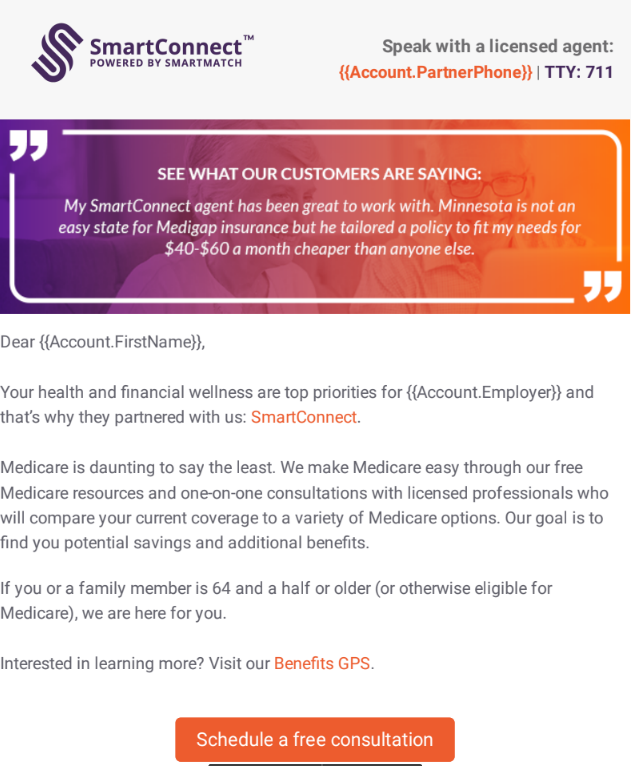 SmartConnect™
POWERED BY SMARTMATCH
Speak with a licensed agent:
{{Account.PartnerPhone}} | TTY: 711
SEE WHAT OUR CUSTOMERS ARE SAYING:
My SmartConnect agent has been great to work with. Minnesota is not an
easy state for Medigap insurance but he tailored a policy to fit my needs for
$40-$60 a month cheaper than anyone else.
Dear {{Account.FirstName}},
Your health and financial wellness are top priorities for {{Account.Employer}} and
that's why they partnered with us: SmartConnect.
Medicare is daunting to say the least. We make Medicare easy through our free
Medicare resources and one-on-one consultations with licensed professionals who
will compare your current coverage to a variety of Medicare options. Our goal is to
find you potential savings and additional benefits.
If you or a family member is 64 and a half or older (or otherwise eligible for
Medicare), we are here for you.
Interested in learning more? Visit our Benefits GPS.
Schedule a free consultation